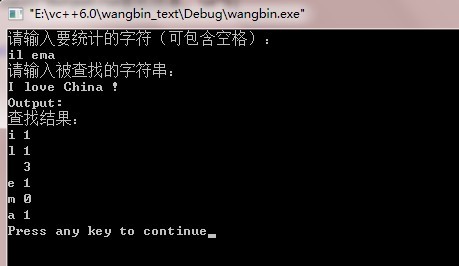 "E:\vc++6.0\wangbin_text\Debug\wangbin.exe"
请输入要统计的字符（可包含空格）：
il ema
请输入被查找的字符串：
I love China !
Output:
查找结果：
i 1
l 1
  3
e 1
m 0
a 1
Press any key to continue_